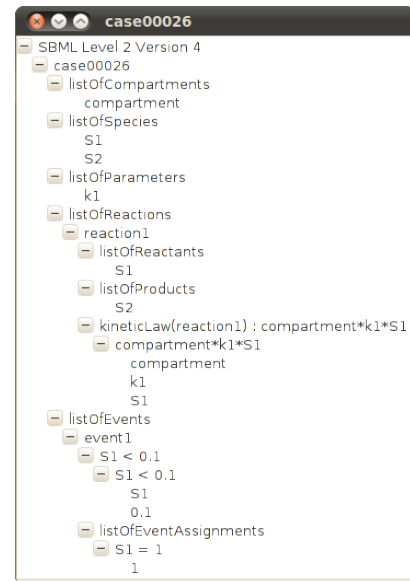 case00026
SBML Level 2 Version 4
case00026
listOfCompartments
compartment
listOfSpecies
S1
S2
listOfParameters
k1
listOfReactions
reaction1
listOfReactants
S1
listOfProducts
S2
kineticLaw(reaction1) : compartment*k1*S1
compartment*k1*S1
compartment
k1
S1
listOfEvents
event1
S1 < 0.1
S1 < 0.1
S1
0.1
listOfEventAssignments
S1 = 1
1